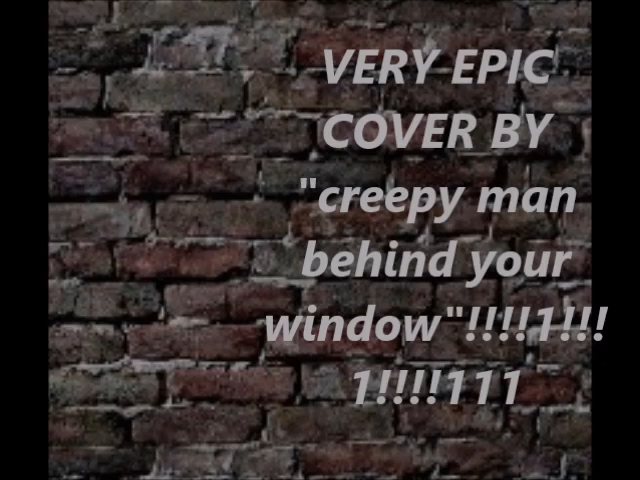 VERY EPIC
COVER BY
"creepy man
behind your
window"!!!!1!!!
1!!!!!111